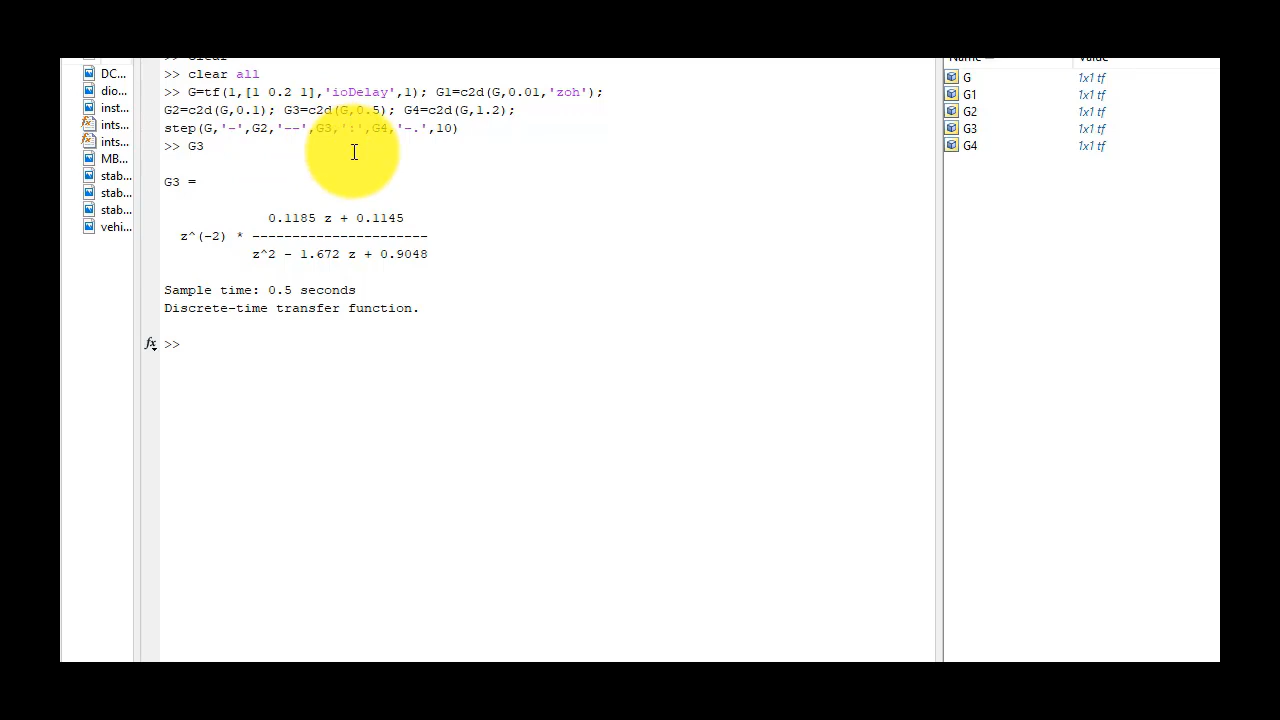 >> clear
>> clear all
>> G=tf(1,[1 0.2 1],'ioDelay',1); G1=c2d(G,0.01,'zoh');
G2=c2d(G,0.1); G3=c2d(G,0.5); G4=c2d(G,1.2);
step(G,'-',G2,'--',G3,':',G4,'-.',10)
>> G3
G3 =
0.1185 z + 0.1145
z^(-2) * ----------------------
z^2 - 1.672 z + 0.9048
Sample time: 0.5 seconds
Discrete-time transfer function.
fx >>
DC...
dio...
inst...
ints...
ints...
MB...
stab...
stab...
stab...
vehi...
Name Value
G 1x1 tf
G1 1x1 tf
G2 1x1 tf
G3 1x1 tf
G4 1x1 tf